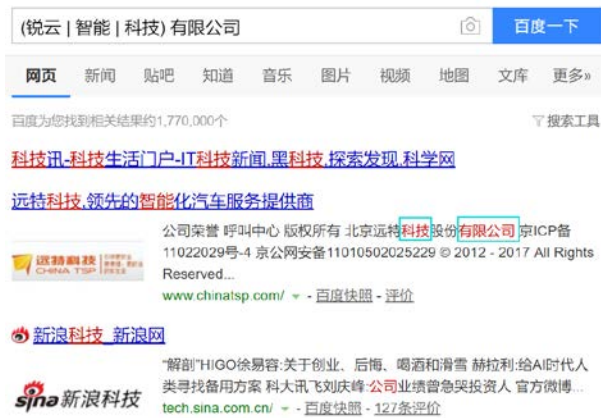 (锐云 | 智能 | 科技) 有限公司
百度一下
网页 新闻 贴吧 知道 音乐 图片 视频 地图 文库 更多»
百度为您找到相关结果约1,770,000个 搜索工具
科技讯-科技生活门户-IT科技新闻.黑科技.探索发现.科学网
远特科技.领先的智能化汽车服务提供商
公司荣誉 呼叫中心 版权所有 北京远特科技股份有限公司 京ICP备
11022029号-4 京公网安备11010502025229 © 2012 - 2017 All Rights
Reserved...
远特科技
CHINA TSP
www.chinatsp.com/ - 百度快照 - 评价
新浪科技_新浪网
"解剖"HIGO徐易容:关于创业、后悔、喝酒和滑雪 赫拉利:给AI时代人
类寻找备用方案 科大讯飞刘庆峰:公司业绩曾急哭投资人 官方微博...
sina新浪科技
tech.sina.com.cn/ - 百度快照 - 127条评价